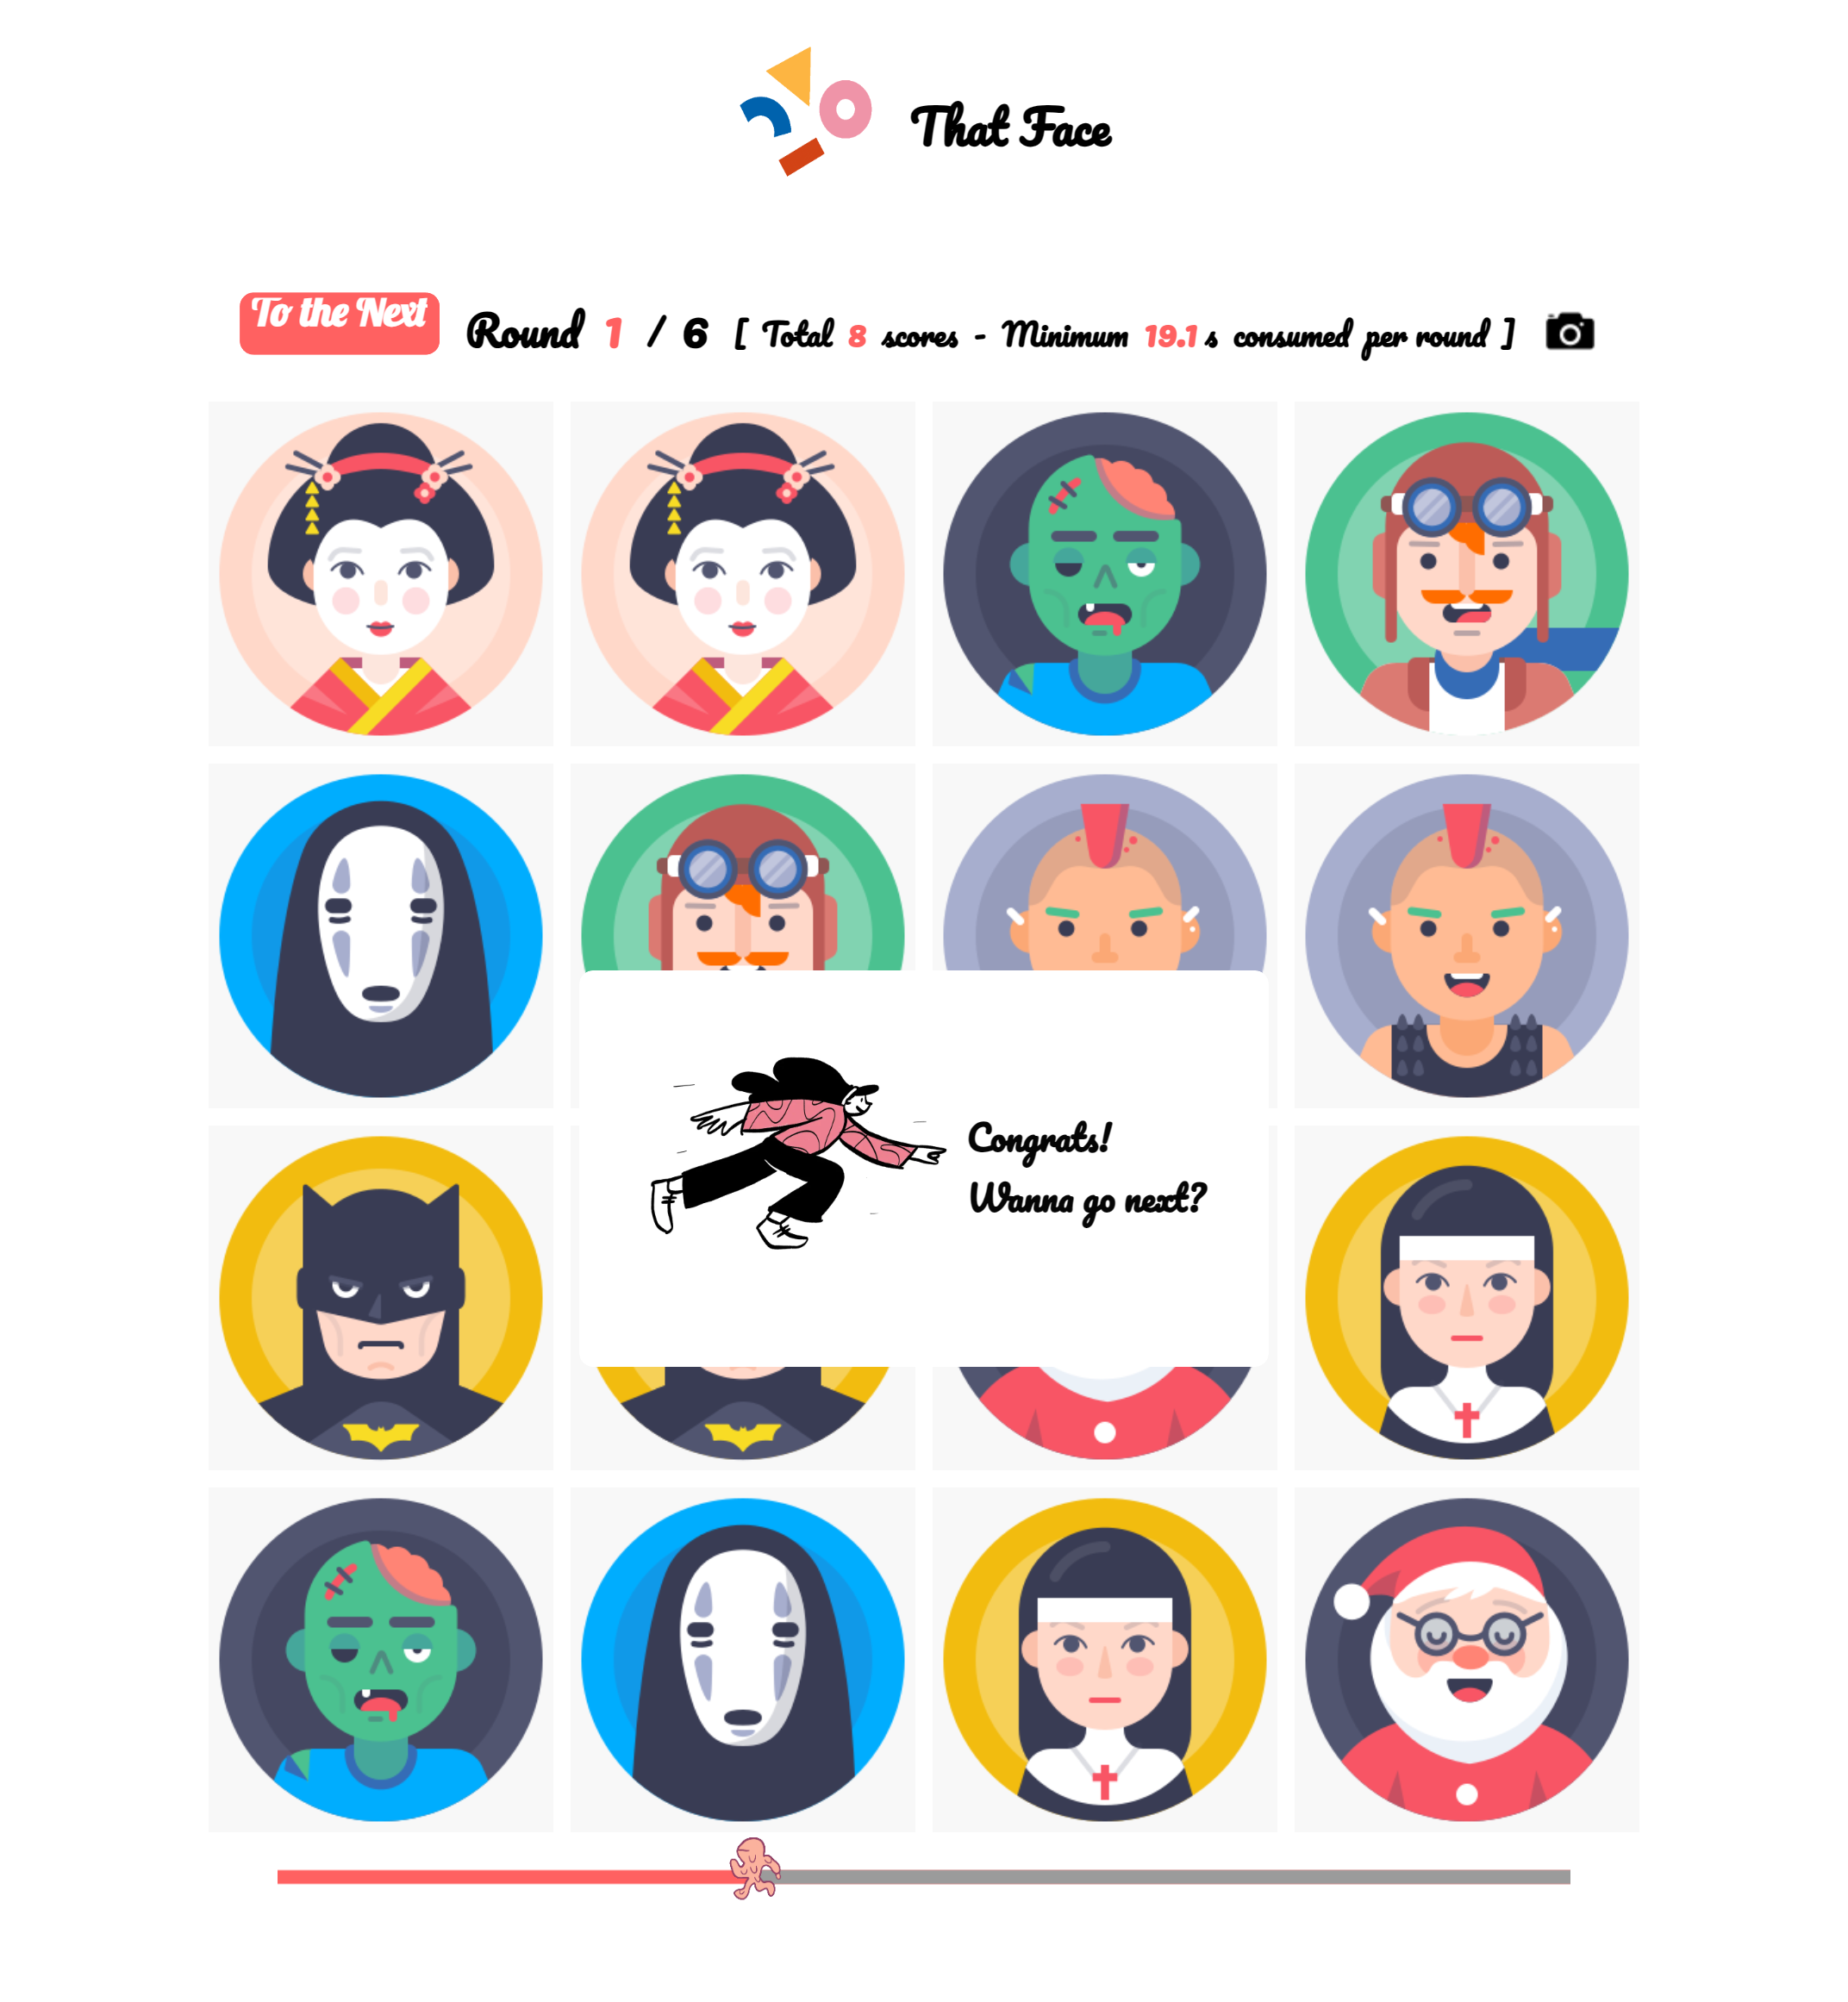 That Face
To the Next
Round 1 / 6 [ Total 8 scores - Minimum 19.1 s consumed per round ]
Congrats!
Wanna go next?